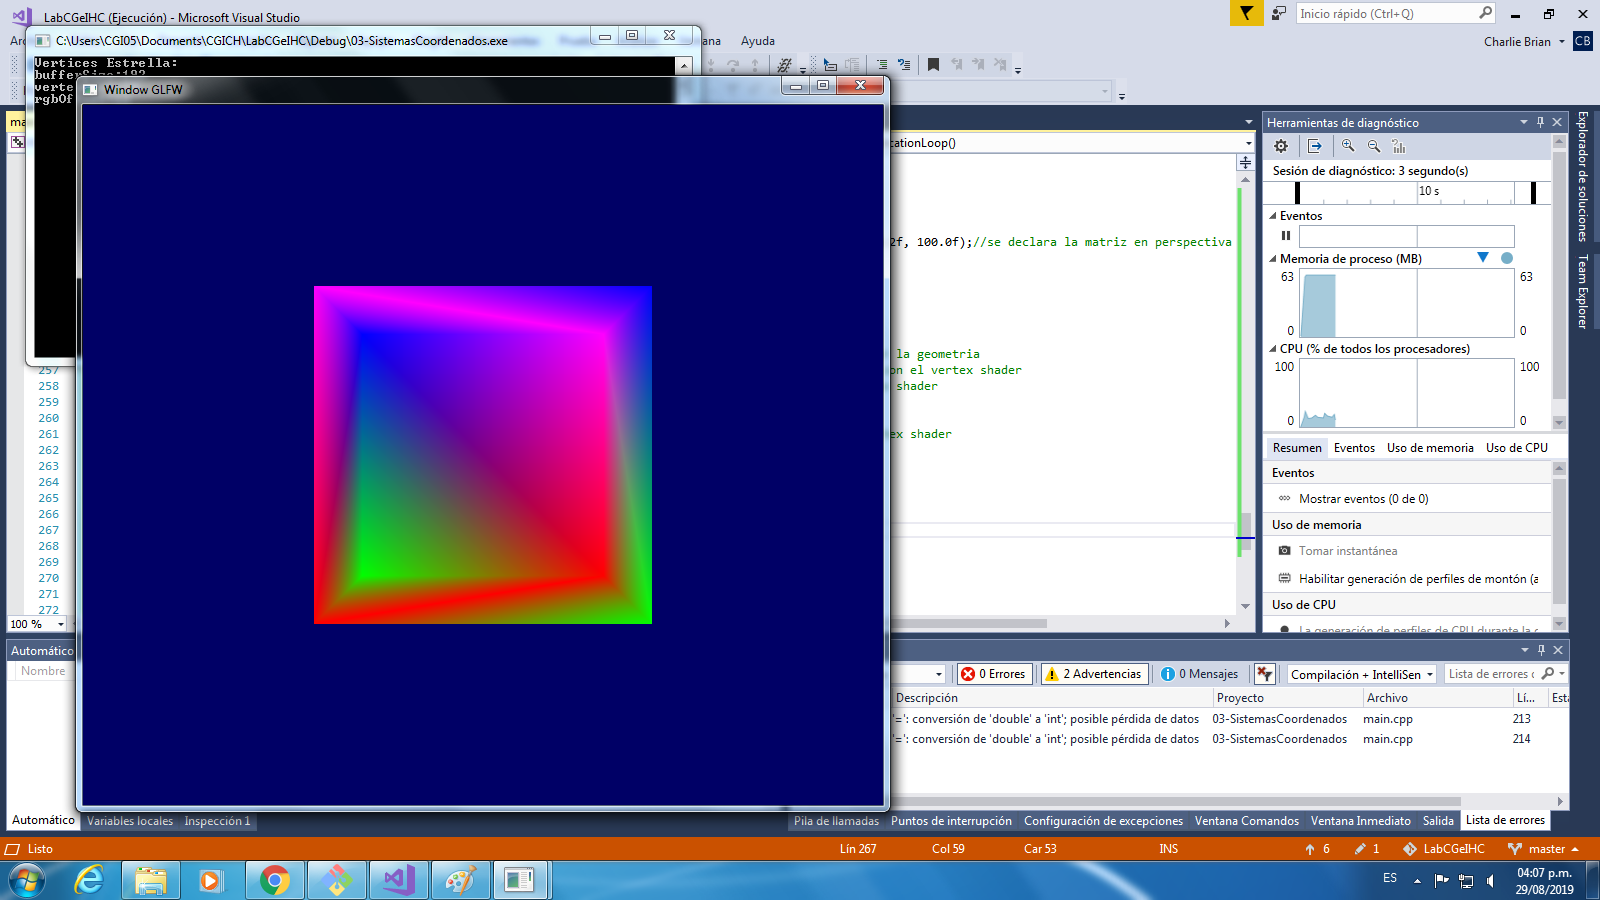 LabCGeIHC (Ejecución) - Microsoft Visual Studio
Inicio rápido (Ctrl+Q)
Ayuda
Charlie Brian
CB
C:\Users\CGI05\Documents\CGICH\LabCGeIHC\Debug\03-SistemasCoordenados.exe
Vertices Estrella:
bufferSize:192
verte
rgbOf
Window GLFW
cationLoop()
2f, 100.0f);//se declara la matriz en perspectiva
la geometria
on el vertex shader
shader
ex shader
257
258
259
260
261
262
263
264
265
266
267
268
269
270
271
272
100 %
Herramientas de diagnóstico
Sesión de diagnóstico: 3 segundo(s)
10 s
Eventos
Memoria de proceso (MB)
63
63
0
0
CPU (% de todos los procesadores)
100
100
0
0
Resumen
Eventos
Uso de memoria
Uso de CPU
Eventos
Mostrar eventos (0 de 0)
Uso de memoria
Tomar instantánea
Habilitar generación de perfiles de montón (a
Uso de CPU
La generación de perfiles de CPU durante la
Explorador de soluciones
Team Explorer
Automático
Nombre
0 Errores
2 Advertencias
0 Mensajes
Compilación + IntelliSen
Lista de errores
Descripción
Proyecto
Archivo
Lí...
Esta
'=': conversión de 'double' a 'int'; posible pérdida de datos
03-SistemasCoordenados
main.cpp
213
'=': conversión de 'double' a 'int'; posible pérdida de datos
03-SistemasCoordenados
main.cpp
214
Automático
Variables locales
Inspección 1
Pila de llamadas
Puntos de interrupción
Configuración de excepciones
Ventana Comandos
Ventana Inmediato
Salida
Lista de errores
Listo
Lín 267
Col 59
Car 53
INS
6
1
LabCGeIHC
master
ES
04:07 p.m.
29/08/2019